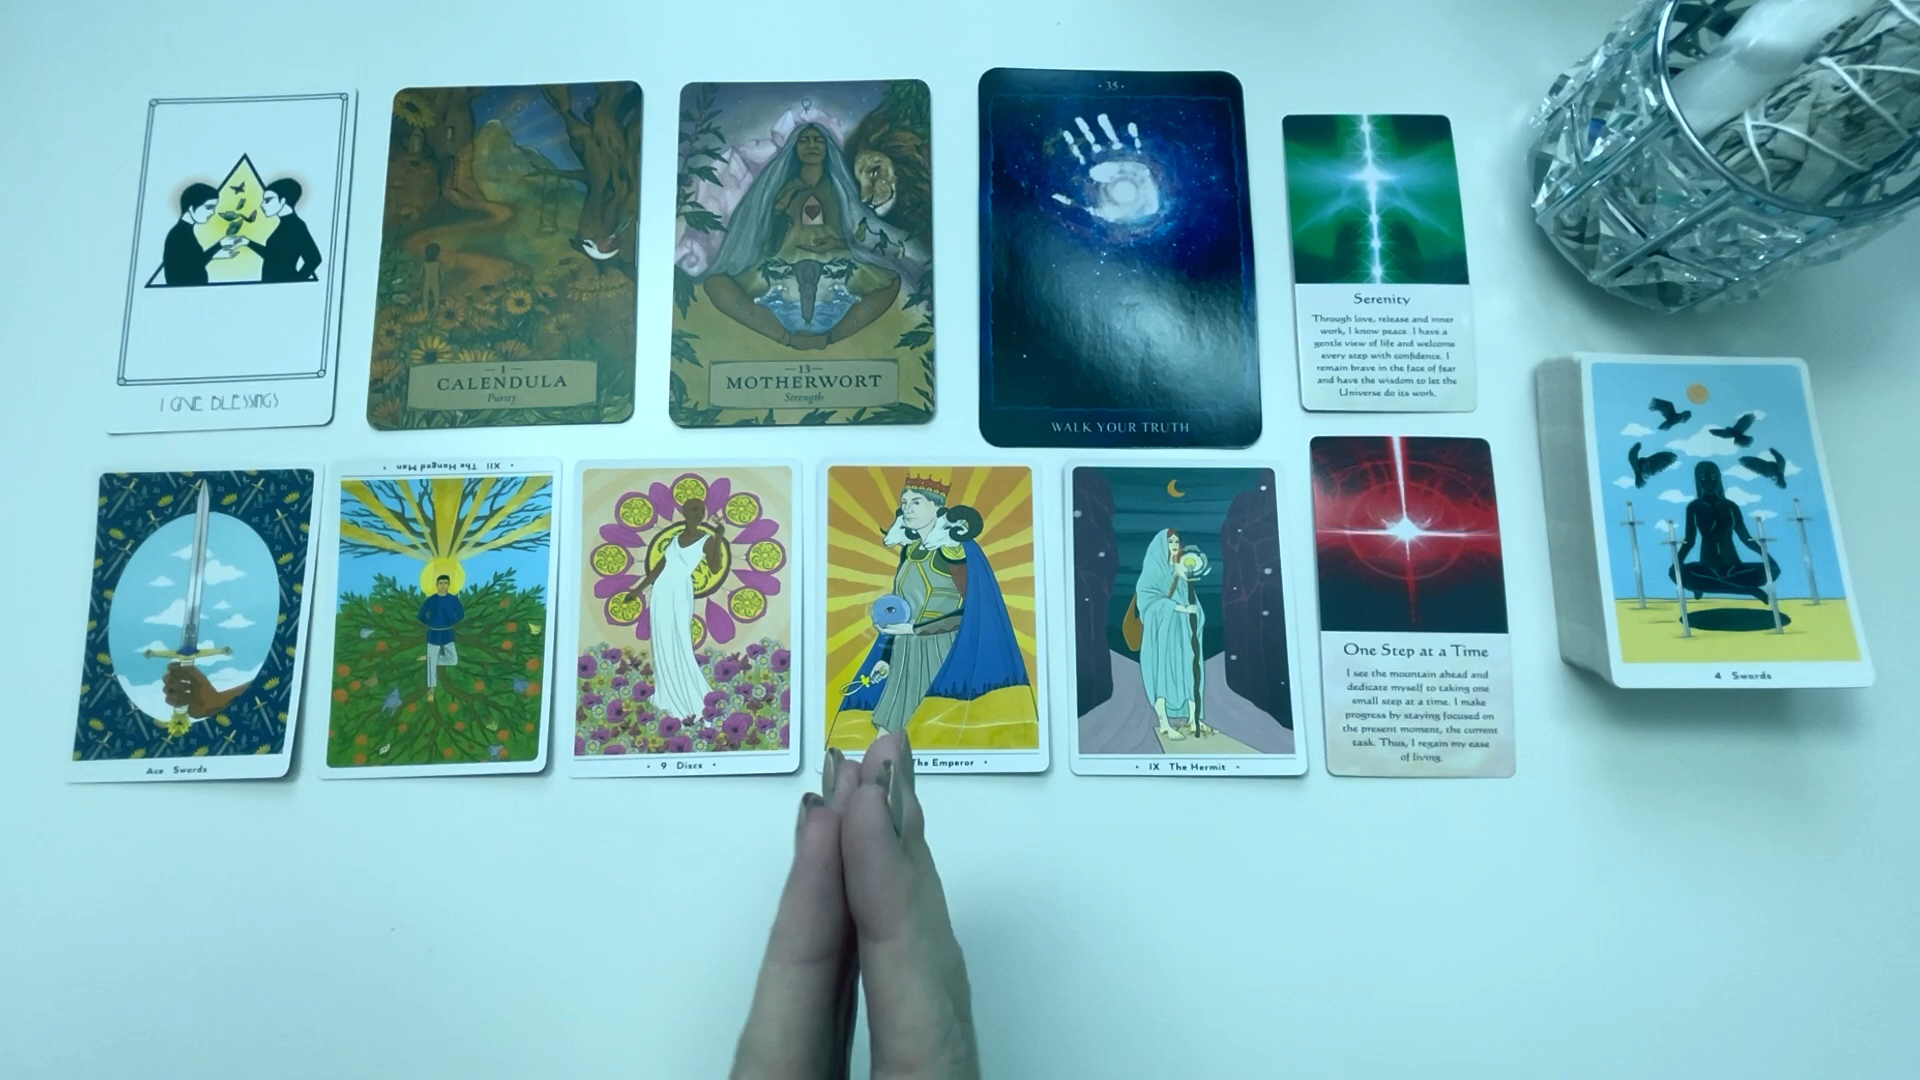 I GIVE BLESSINGS
1
CALENDULA
Purity
13
MOTHERWORT
Strength
· 35 ·
WALK YOUR TRUTH
Serenity
Through love, release and inner
work, I know peace. I have a
gentle view of life and welcome
every step with confidence. I
remain brave in the face of fear
and have the wisdom to let the
Universe do its work.
Ace Swords
· XII The Hanged Man ·
· 9 Discs ·
The Emperor ·
· IX The Hermit ·
One Step at a Time
I see the mountain ahead and
dedicate myself to taking one
small step at a time. I make
progress by staying focused on
the present moment, the current
task. Thus, I regain my ease
of living.
4 Swords